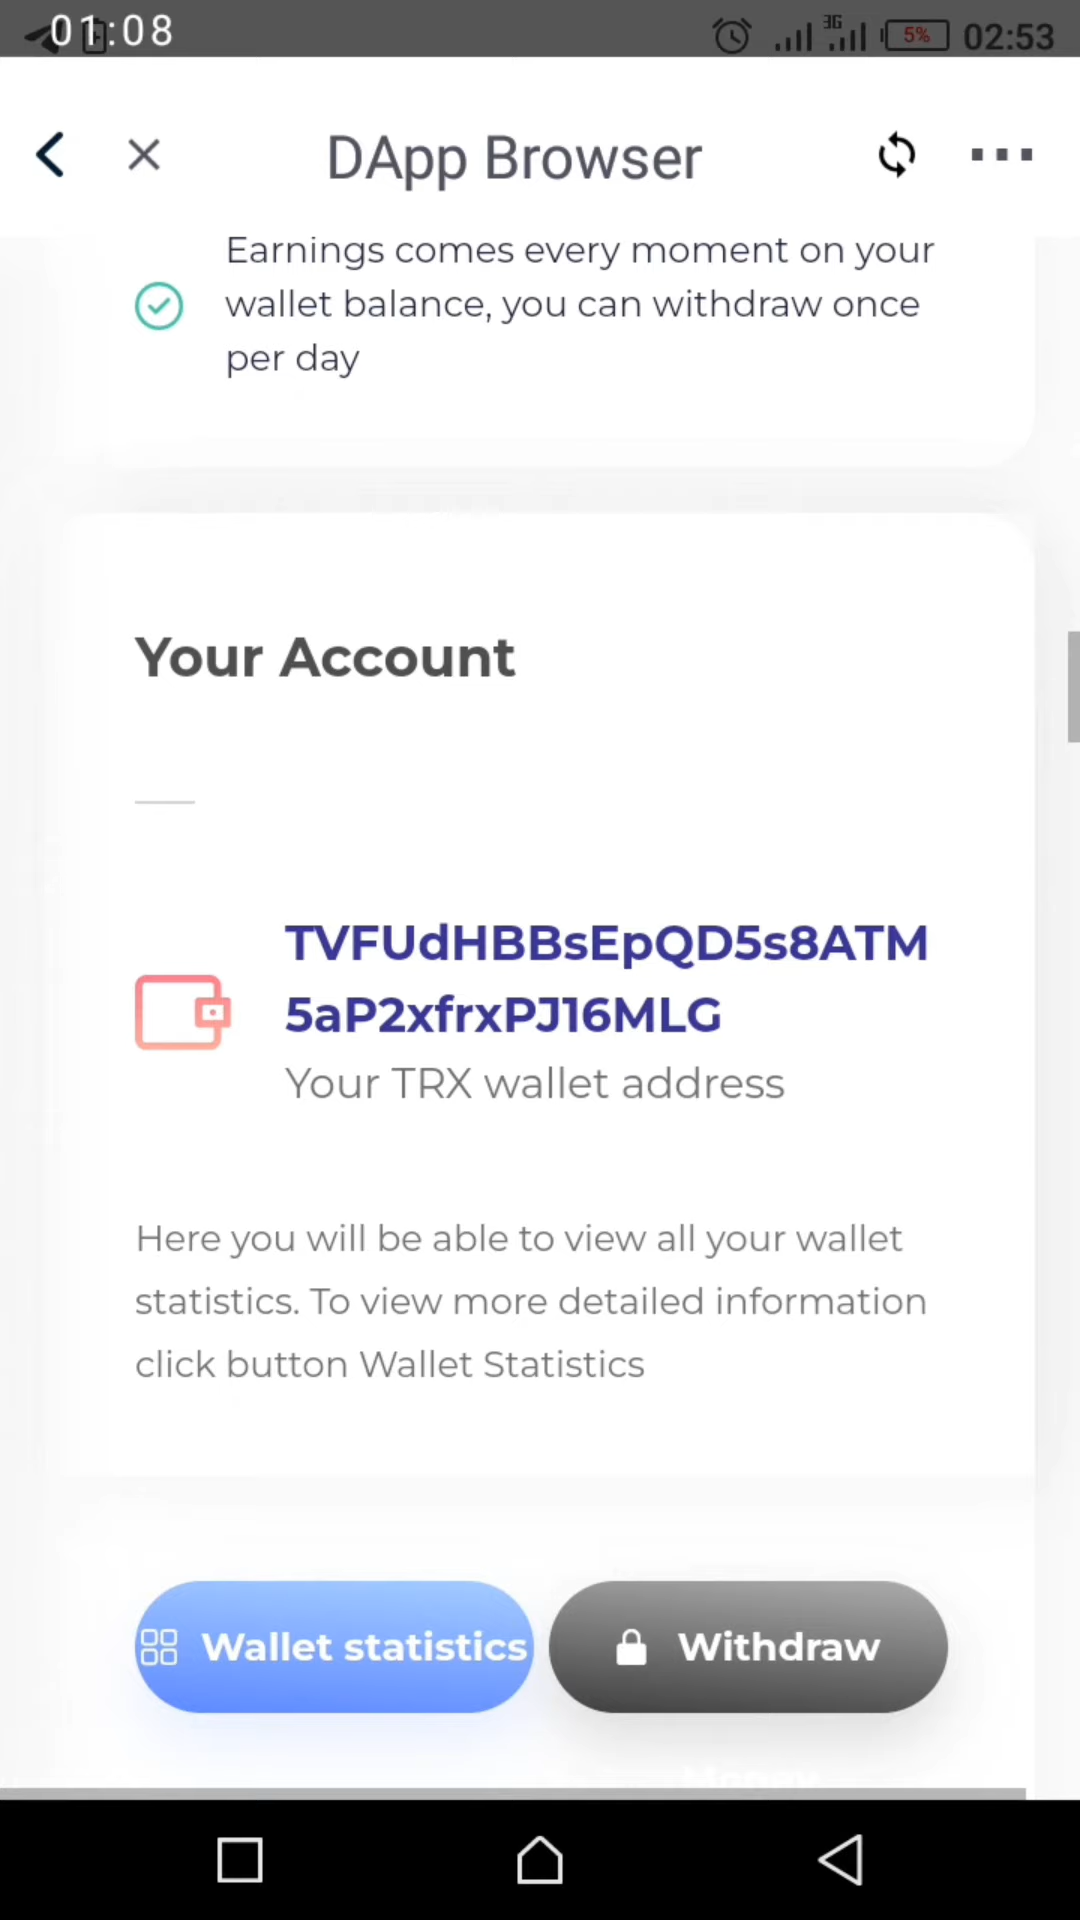 01:08
3G
5%
02:53
DApp Browser
Earnings comes every moment on your
wallet balance, you can withdraw once
per day
Your Account
TVFUdHBBsEpQD5s8ATM
5aP2xfrxPJ16MLG
Your TRX wallet address
Here you will be able to view all your wallet
statistics. To view more detailed information
click button Wallet Statistics
Wallet statistics
Withdraw